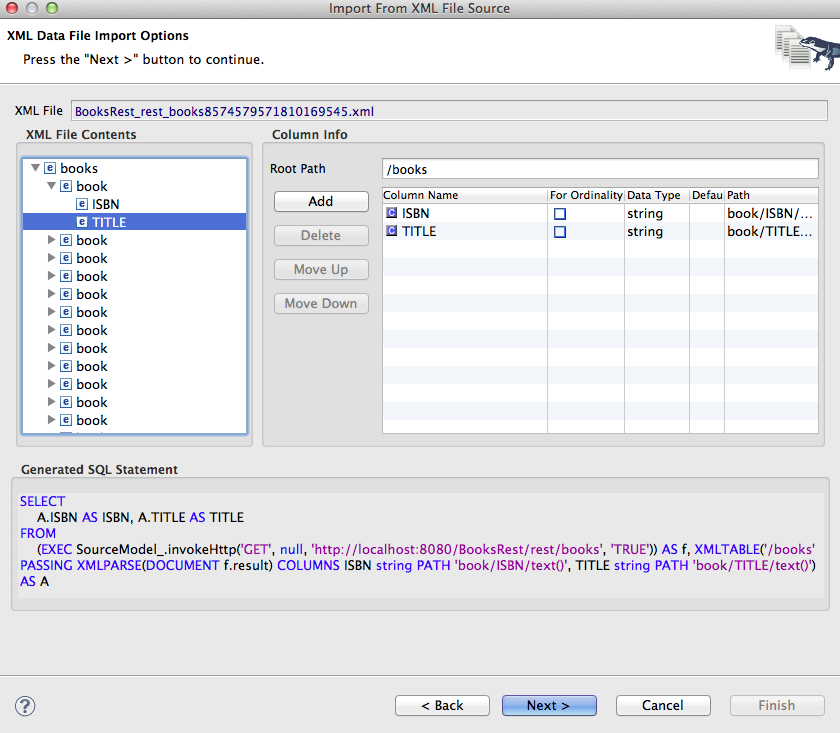 Import From XML File Source
XML Data File Import Options
Press the "Next >" button to continue.
XML File BooksRest_rest_books8574579571810169545.xml
XML File Contents
books
book
ISBN
TITLE
book
book
book
book
book
book
book
book
book
book
book
Column Info
Root Path /books
Add
Delete
Move Up
Move Down
Column Name For Ordinality Data Type Defau Path
ISBN string book/ISBN/...
TITLE string book/TITLE...
Generated SQL Statement
SELECT
A.ISBN AS ISBN, A.TITLE AS TITLE
FROM
(EXEC SourceModel_.invokeHttp('GET', null, 'http://localhost:8080/BooksRest/rest/books', 'TRUE')) AS f, XMLTABLE('/books'
PASSING XMLPARSE(DOCUMENT f.result) COLUMNS ISBN string PATH 'book/ISBN/text()', TITLE string PATH 'book/TITLE/text()')
AS A
? < Back Next > Cancel Finish